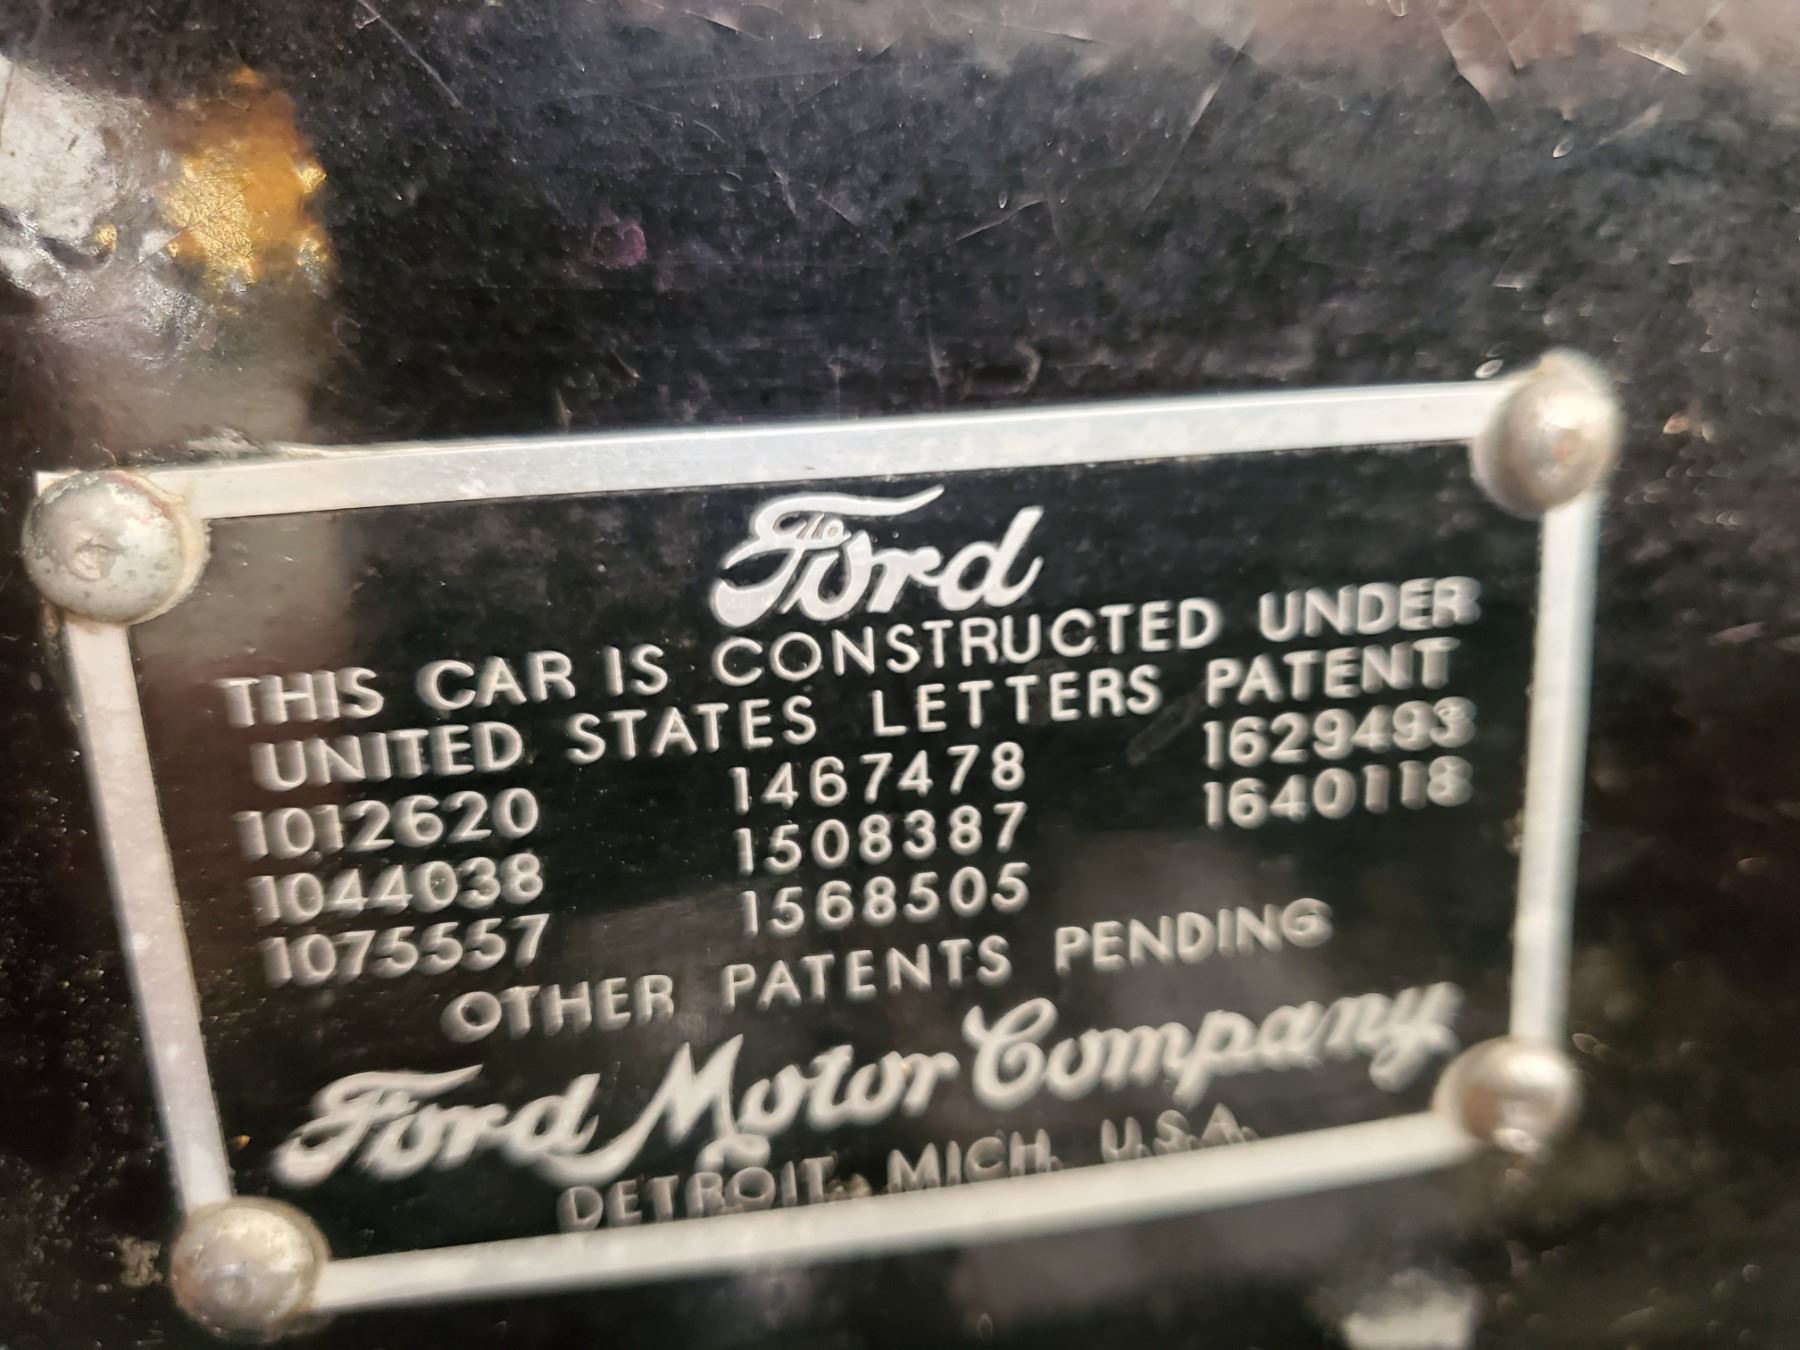 Ford
THIS CAR IS CONSTRUCTED UNDER
UNITED STATES LETTERS PATENT
1012620 1467478 1629493
1044038 1508387 1640118
1075557 1568505
OTHER PATENTS PENDING
Ford Motor Company
DETROIT, MICH. U.S.A.